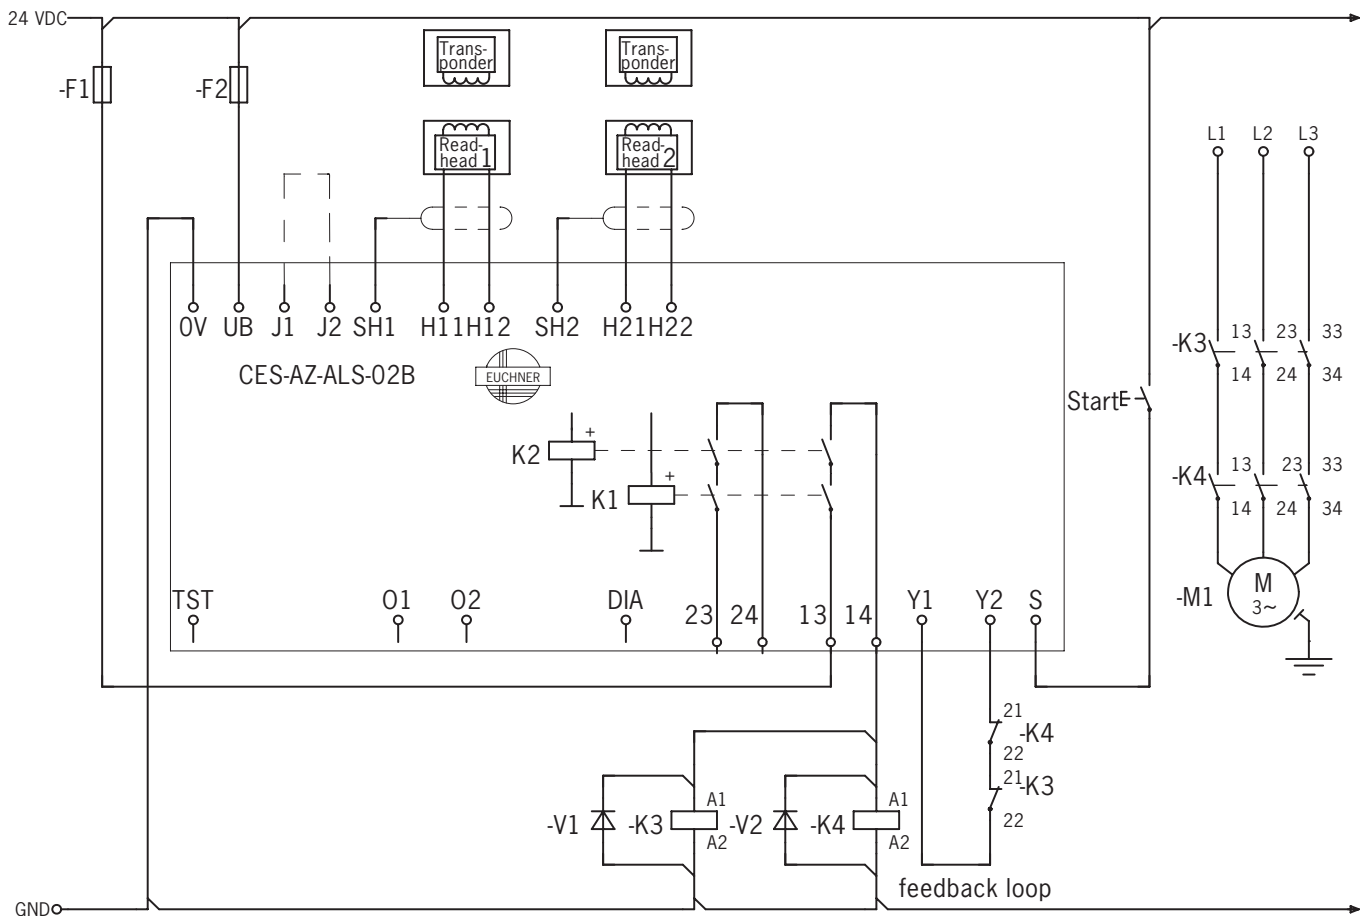 24 VDC
-F1
-F2
Trans-
ponder
Trans-
ponder
Read-
head 1
Read-
head 2
L1 L2 L3
0V UB J1 J2 SH1 H11 H12 SH2 H21 H22
CES-AZ-ALS-02B
EUCHNER
-K3 13 23 33
14 24 34
Start
K2 +
K1 +
-K4 13 23 33
14 24 34
-M1
M
3~
TST O1 O2 DIA 23 24 13 14 Y1 Y2 S
21
-K4
22
21
-K3
22
-V1 -K3 A1
A2
-V2 -K4 A1
A2
feedback loop
GND